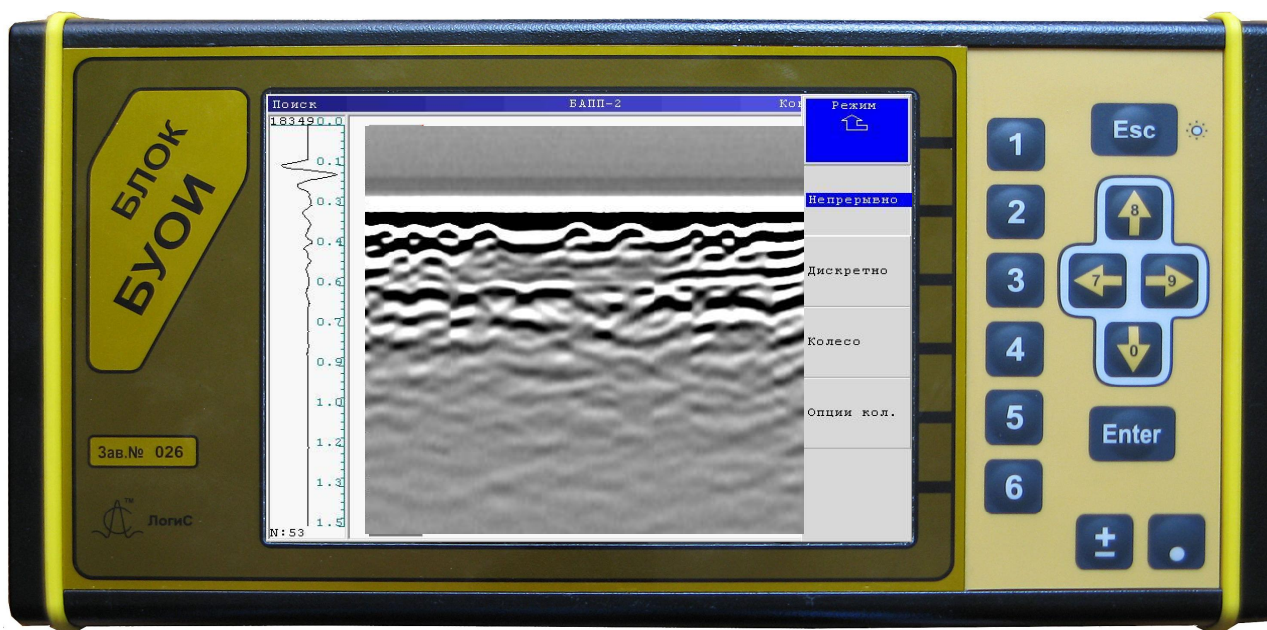 БЛОК
БУОИ
Зав.№ 026
ЛогиС
TM
Поиск
БАПП-2
183490.0
0.1
0.3
0.4
0.6
0.7
0.9
1.0
1.2
1.3
1.5
N:53
Режим
Непрерывно
Дискретно
Колесо
Опции кол.
1
2
3
4
5
6
Esc
8
7
9
0
Enter
±
.